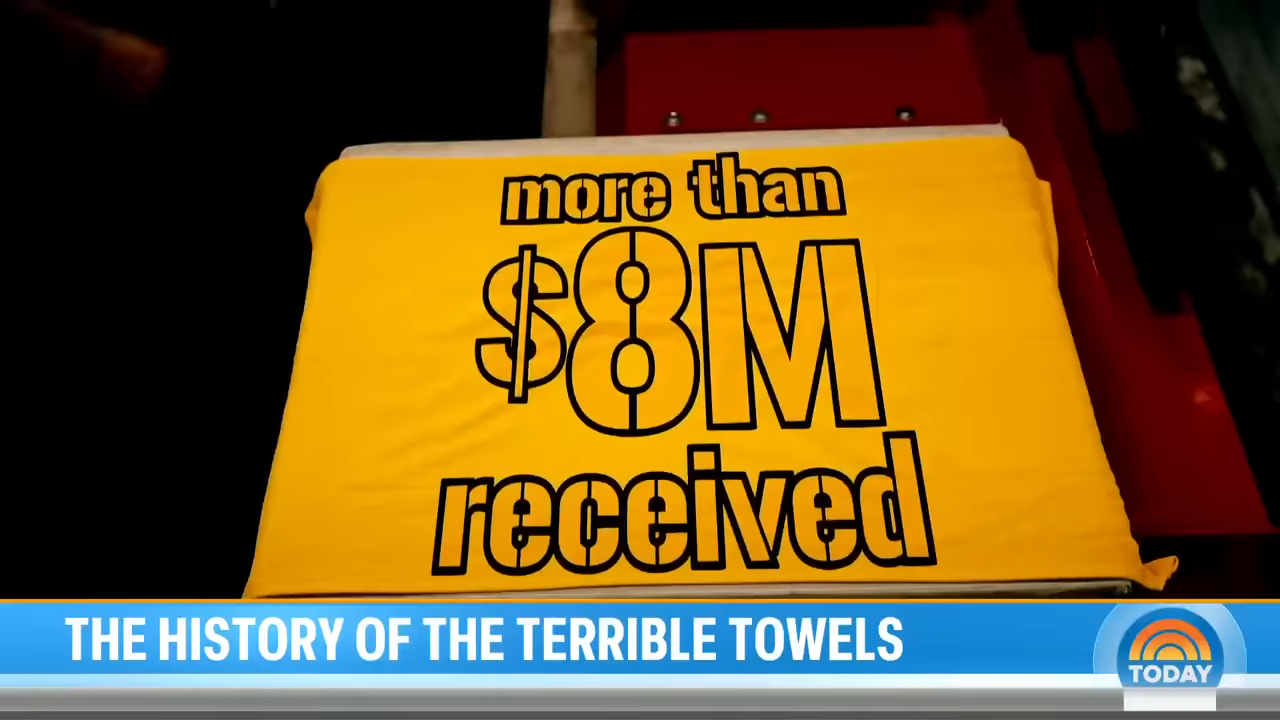 more than
$8M
received
THE HISTORY OF THE TERRIBLE TOWELS
TODAY